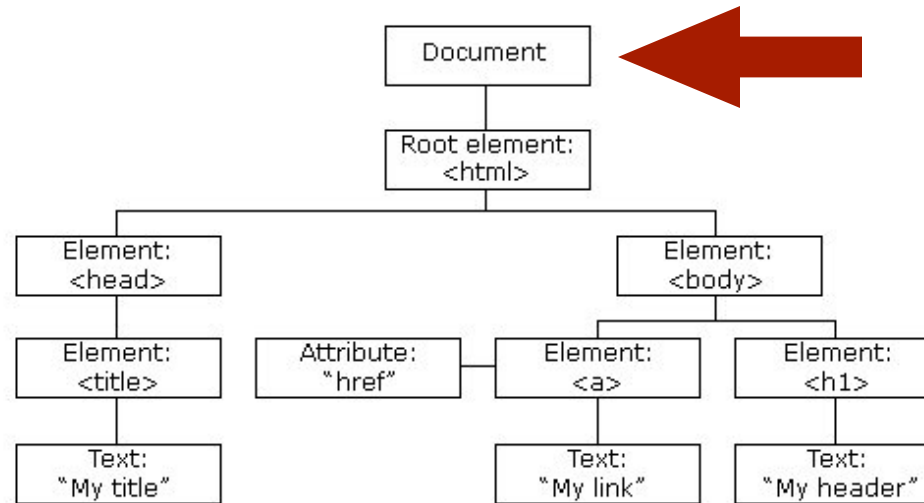 Document
Root element:
<html>
Element:
<head>
Element:
<body>
Element:
<title>
Attribute:
“href”
Element:
<a>
Element:
<h1>
Text:
“My title”
Text:
“My link”
Text:
“My header”